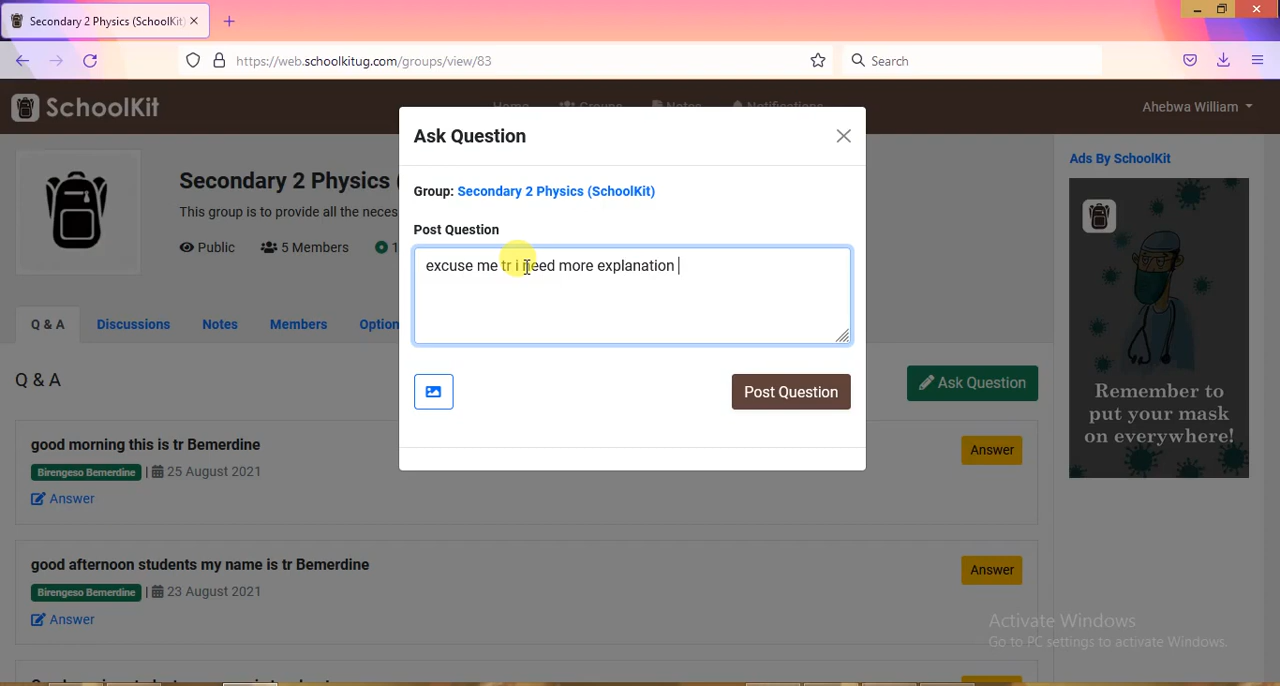 Secondary 2 Physics (SchoolKit)
https://web.schoolkitug.com/groups/view/83
Search
SchoolKit
Home
Groups
Notes
Notifications
Ahebwa William
Secondary 2 Physics
This group is to provide all the neces
Public
5 Members
1
Q & A
Discussions
Notes
Members
Option
Q & A
Ask Question
good morning this is tr Bemerdine
Birengeso Bemerdine | 25 August 2021
Answer
Answer
good afternoon students my name is tr Bemerdine
Birengeso Bemerdine | 23 August 2021
Answer
Answer
Ask Question
Group: Secondary 2 Physics (SchoolKit)
Post Question
excuse me tr i need more explanation
Post Question
Ads By SchoolKit
Remember to
put your mask
on everywhere!
Activate Windows
Go to PC settings to activate Windows.